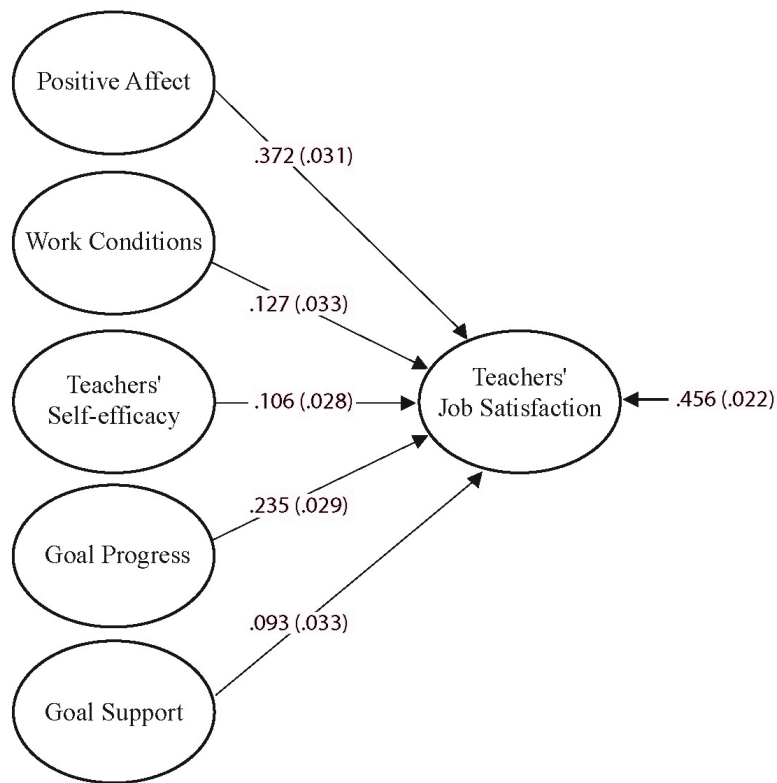 Positive Affect
.372 (.031)
Work Conditions
.127 (.033)
Teachers'
Self-efficacy
.106 (.028)
Teachers'
Job Satisfaction
.456 (.022)
Goal Progress
.235 (.029)
Goal Support
.093 (.033)